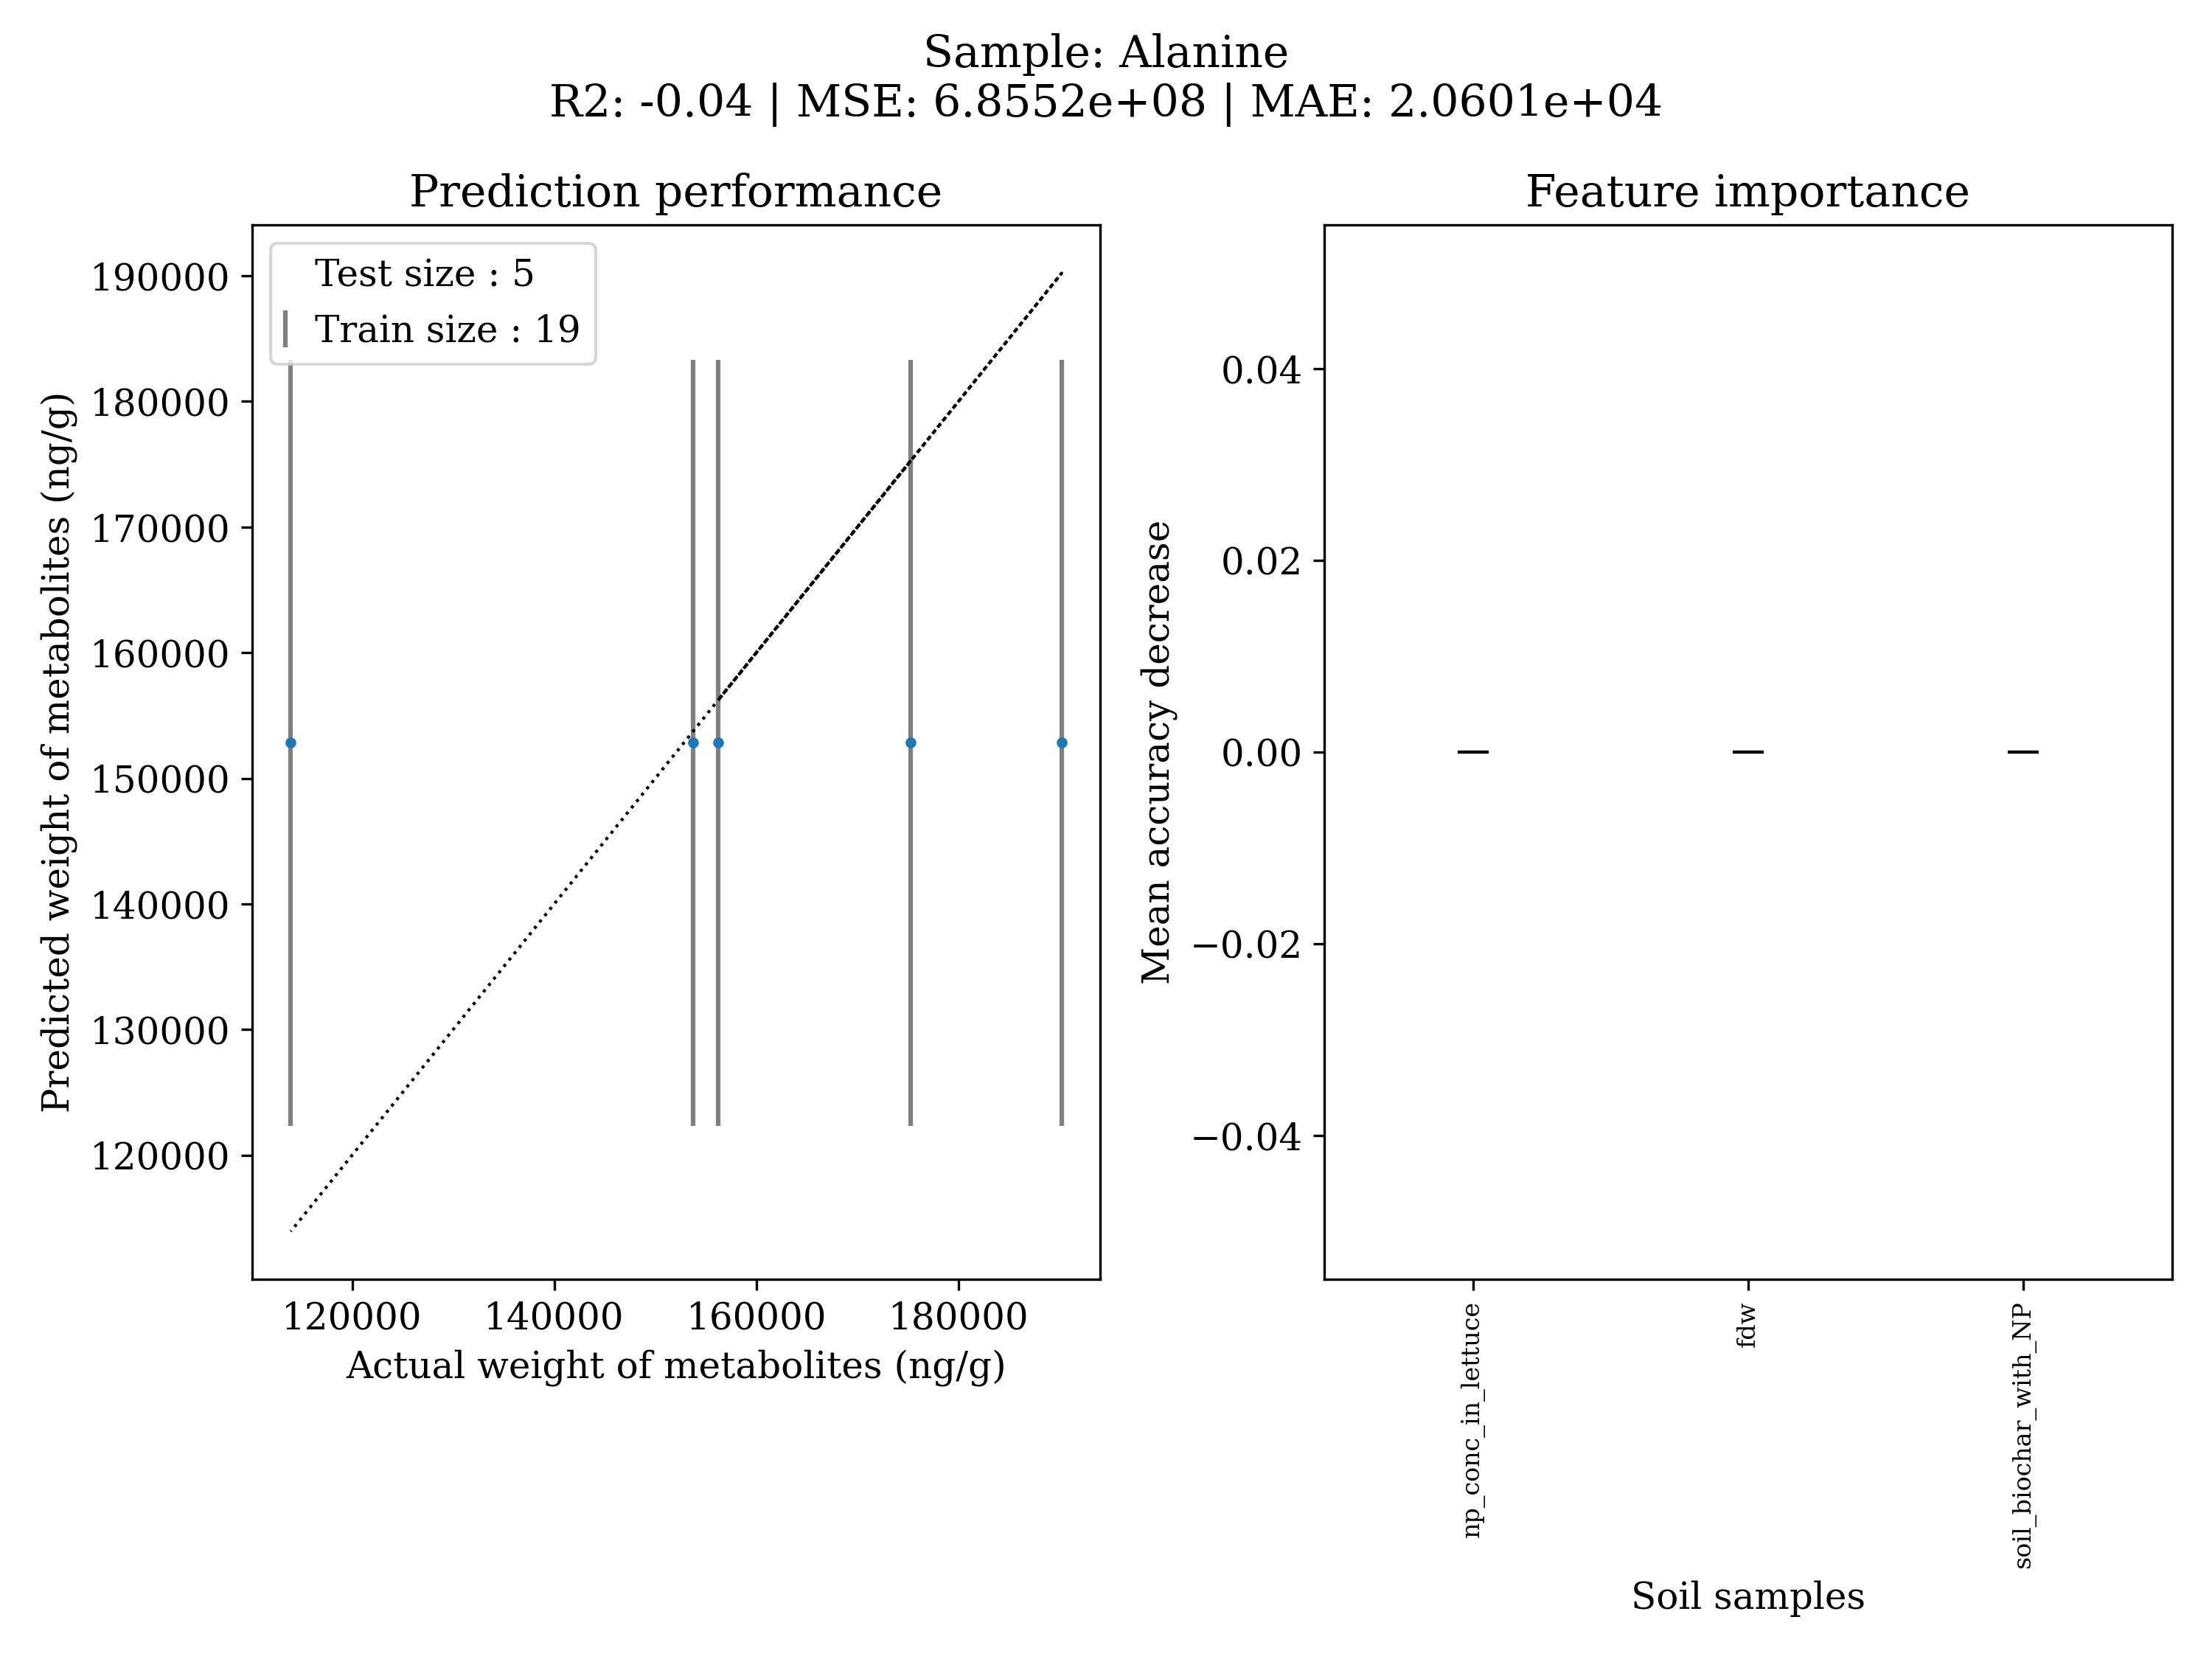 Sample: Alanine
R2: -0.04 | MSE: 6.8552e+08 | MAE: 2.0601e+04
Prediction performance
Test size : 5
Train size : 19
190000
180000
170000
160000
150000
140000
130000
120000
Predicted weight of metabolites (ng/g)
120000 140000 160000 180000
Actual weight of metabolites (ng/g)
Feature importance
0.04
0.02
0.00
−0.02
−0.04
Mean accuracy decrease
np_conc_in_lettuce
fdw
soil_biochar_with_NP
Soil samples